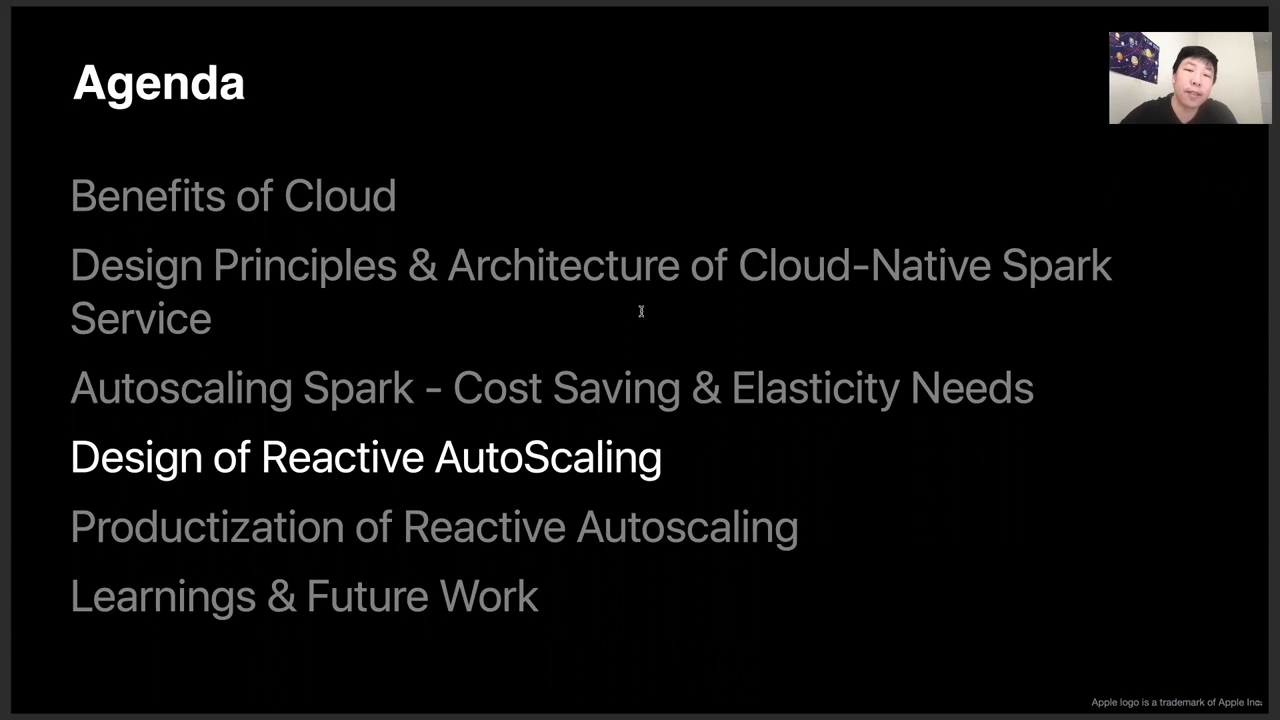 Agenda
Benefits of Cloud
Design Principles & Architecture of Cloud-Native Spark
Service
Autoscaling Spark - Cost Saving & Elasticity Needs
Design of Reactive AutoScaling
Productization of Reactive Autoscaling
Learnings & Future Work
Apple logo is a trademark of Apple Inc.